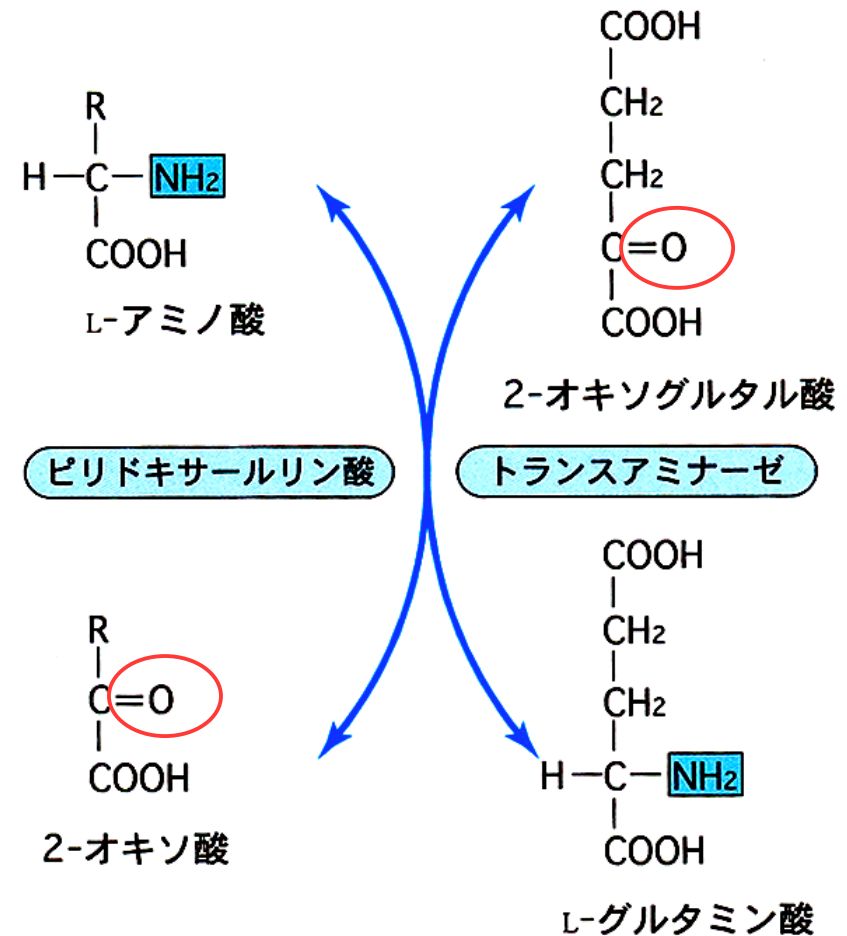 R
H－C－NH2
COOH
L-アミノ酸
COOH
CH2
CH2
C=O
COOH
2-オキソグルタル酸
ピリドキサールリン酸
トランスアミナーゼ
R
C=O
COOH
2-オキソ酸
COOH
CH2
CH2
H－C－NH2
COOH
L-グルタミン酸